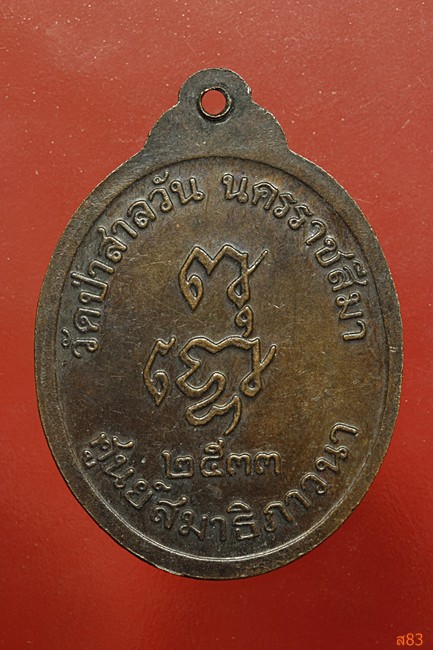 วัดป่าสาลวัน นครราชสีมา
๒๕๓๓
ศูนย์สมาธิภาวนา
ส83